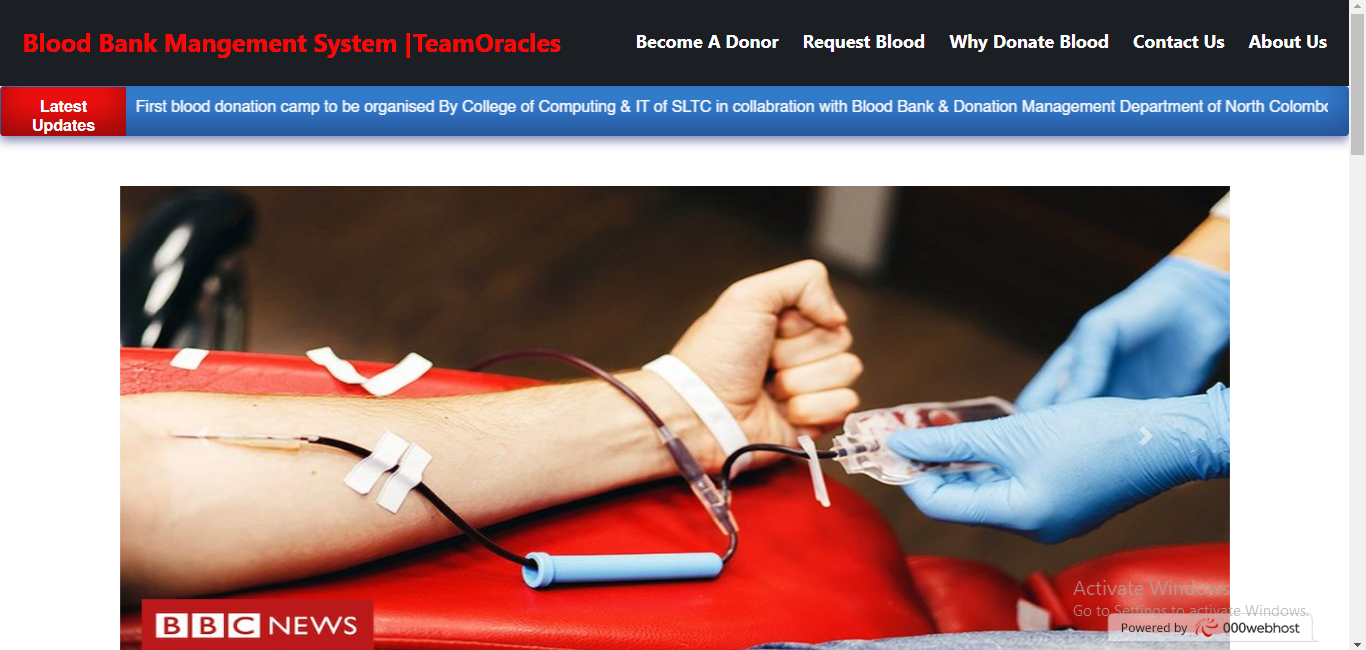 Blood Bank Mangement System |TeamOracles
Become A Donor Request Blood Why Donate Blood Contact Us About Us
Latest
Updates
First blood donation camp to be organised By College of Computing & IT of SLTC in collabration with Blood Bank & Donation Management Department of North Colombo
BBC NEWS
Activate Windows
Go to Settings to activate Windows.
Powered by 000webhost